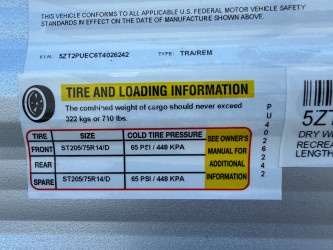 THIS VEHICLE CONFORMS TO ALL APPLICABLE U.S. FEDERAL MOTOR VEHICLE SAFETY
STANDARDS IN EFFECT ON THE DATE OF MANUFACTURE SHOWN ABOVE.
V.I.N.: 5ZT2PUEC6T4026242 TYPE: TRA/REM
TIRE AND LOADING INFORMATION
The combined weight of cargo should never exceed
322 kgs or 710 lbs.
TIRE SIZE COLD TIRE PRESSURE SEE OWNER'S
FRONT ST205/75R14/D 65 PSI / 448 KPA MANUAL FOR
REAR ADDITIONAL
SPARE ST205/75R14/D 65 PSI / 448 KPA INFORMATION
PU4026242
5ZT
DRY W
RECREA
LENGTH